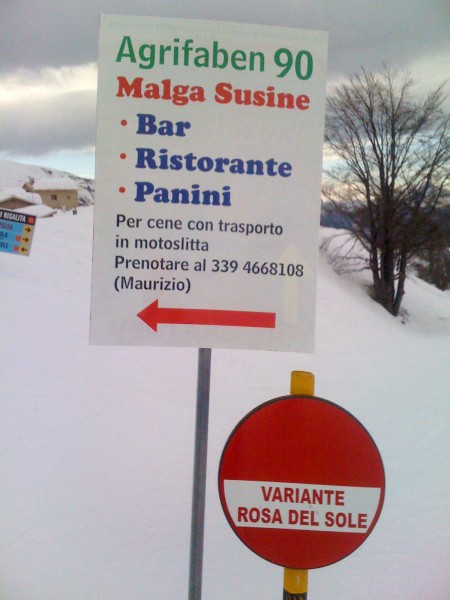 Agrifaben 90
Malga Susine
• Bar
• Ristorante
• Panini
Per cene con trasporto
in motoslitta
Prenotare al 339 4668108
(Maurizio)
VARIANTE
ROSA DEL SOLE
RISALITA